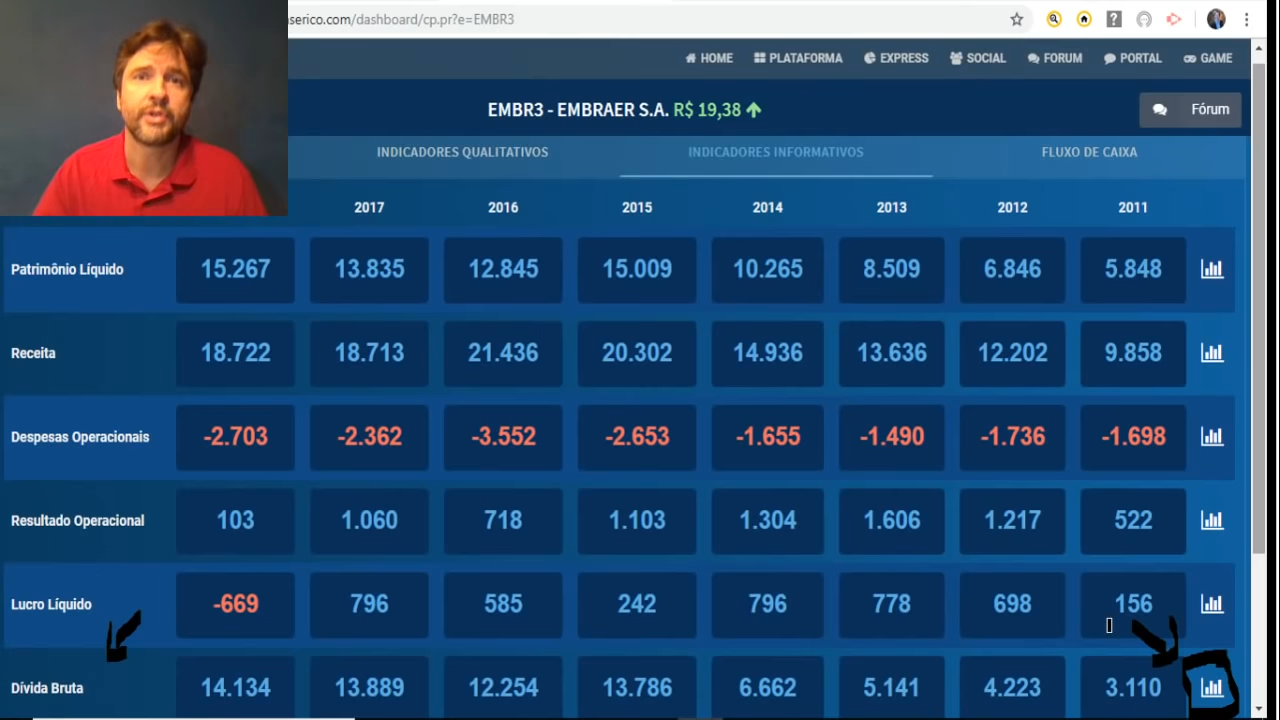 serico.com/dashboard/cp.pr?e=EMBR3
HOME PLATAFORMA EXPRESS SOCIAL FORUM PORTAL GAME
EMBR3 - EMBRAER S.A. R$ 19,38
Fórum
INDICADORES QUALITATIVOS INDICADORES INFORMATIVOS FLUXO DE CAIXA
2017 2016 2015 2014 2013 2012 2011
Patrimônio Líquido 15.267 13.835 12.845 15.009 10.265 8.509 6.846 5.848
Receita 18.722 18.713 21.436 20.302 14.936 13.636 12.202 9.858
Despesas Operacionais -2.703 -2.362 -3.552 -2.653 -1.655 -1.490 -1.736 -1.698
Resultado Operacional 103 1.060 718 1.103 1.304 1.606 1.217 522
Lucro Líquido -669 796 585 242 796 778 698 156
Dívida Bruta 14.134 13.889 12.254 13.786 6.662 5.141 4.223 3.110